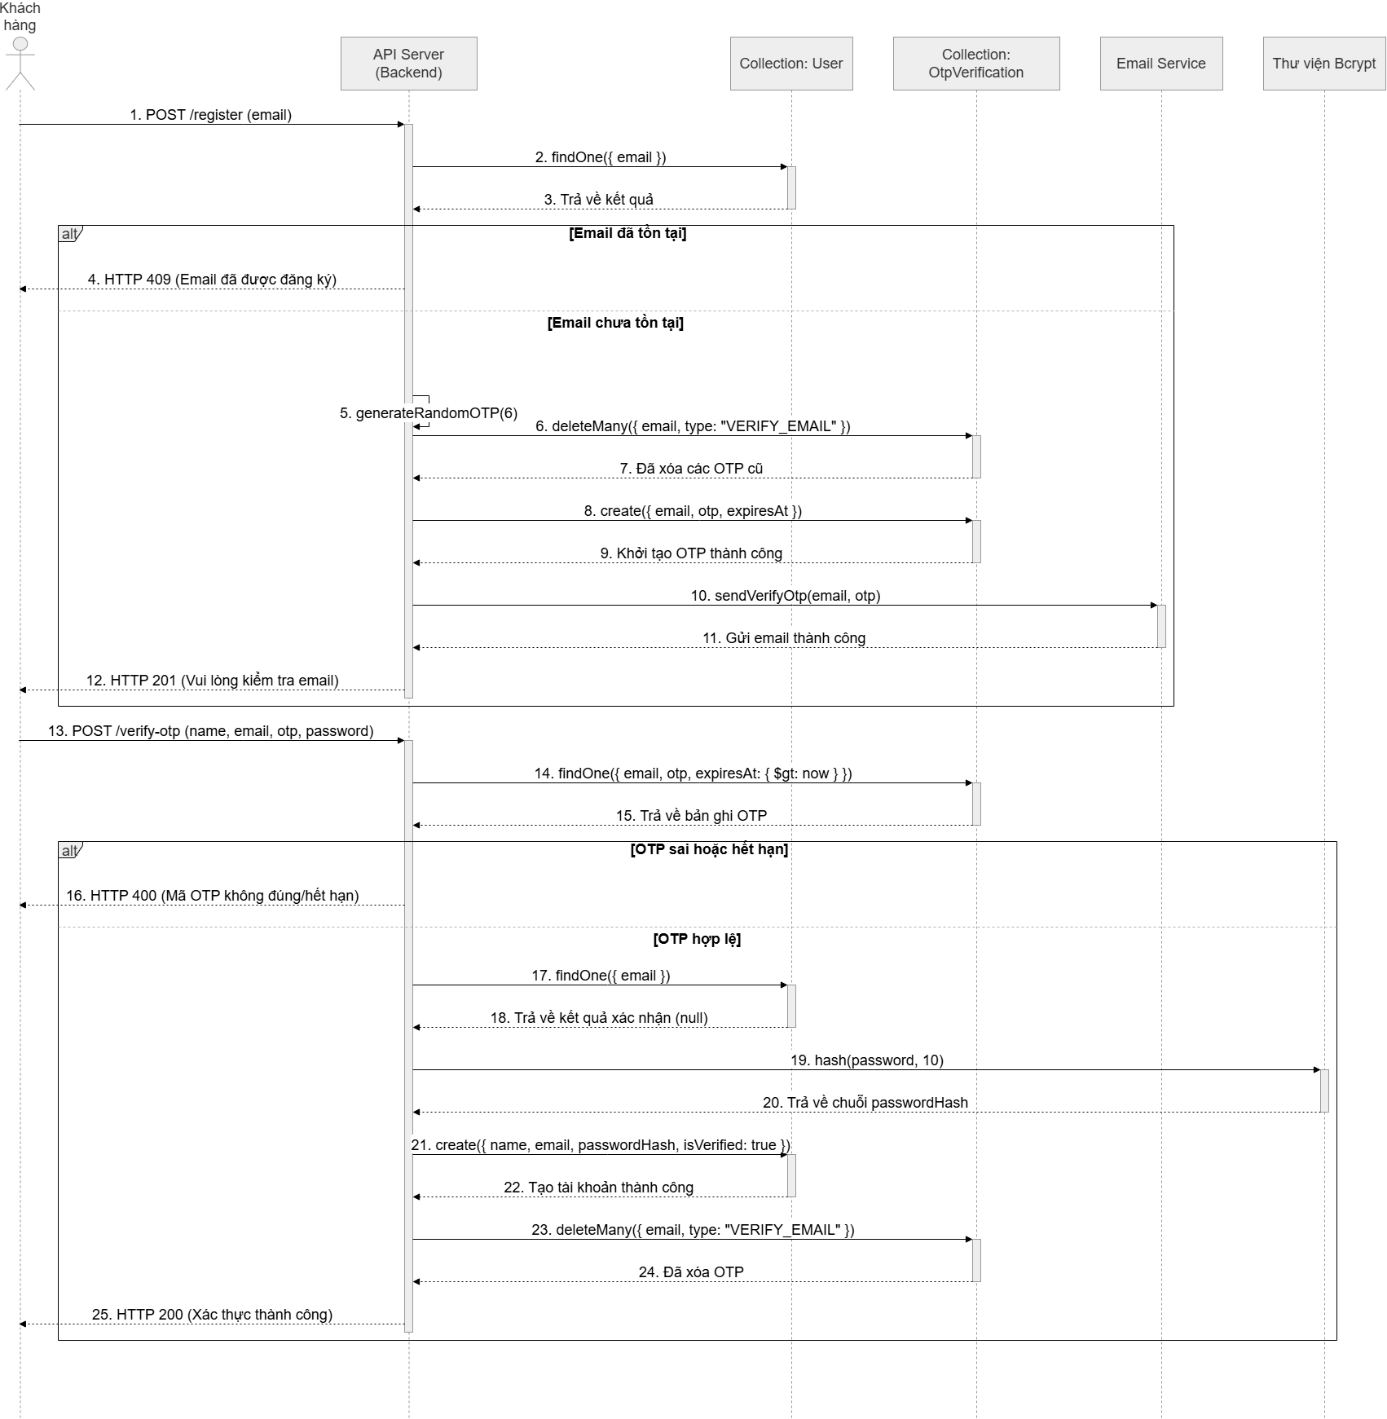 Khách
hàng
API Server
(Backend)
Collection: User
Collection:
OtpVerification
Email Service
Thư viện Bcrypt
1. POST /register (email)
2. findOne({ email })
3. Trả về kết quả
alt
[Email đã tồn tại]
4. HTTP 409 (Email đã được đăng ký)
[Email chưa tồn tại]
5. generateRandomOTP(6)
6. deleteMany({ email, type: "VERIFY_EMAIL" })
7. Đã xóa các OTP cũ
8. create({ email, otp, expiresAt })
9. Khởi tạo OTP thành công
10. sendVerifyOtp(email, otp)
11. Gửi email thành công
12. HTTP 201 (Vui lòng kiểm tra email)
13. POST /verify-otp (name, email, otp, password)
14. findOne({ email, otp, expiresAt: { $gt: now } })
15. Trả về bản ghi OTP
alt
[OTP sai hoặc hết hạn]
16. HTTP 400 (Mã OTP không đúng/hết hạn)
[OTP hợp lệ]
17. findOne({ email })
18. Trả về kết quả xác nhận (null)
19. hash(password, 10)
20. Trả về chuỗi passwordHash
21. create({ name, email, passwordHash, isVerified: true })
22. Tạo tài khoản thành công
23. deleteMany({ email, type: "VERIFY_EMAIL" })
24. Đã xóa OTP
25. HTTP 200 (Xác thực thành công)